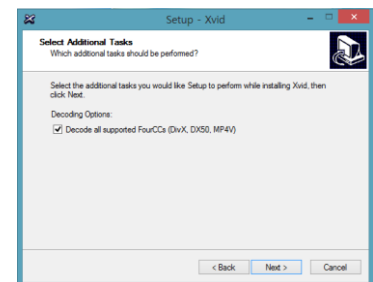 Setup - Xvid
Select Additional Tasks
Which additional tasks should be performed?
Select the additional tasks you would like Setup to perform while installing Xvid, then
click Next.
Decoding Options:
Decode all supported FourCCs (DivX, DX50, MP4V)
< Back Next > Cancel